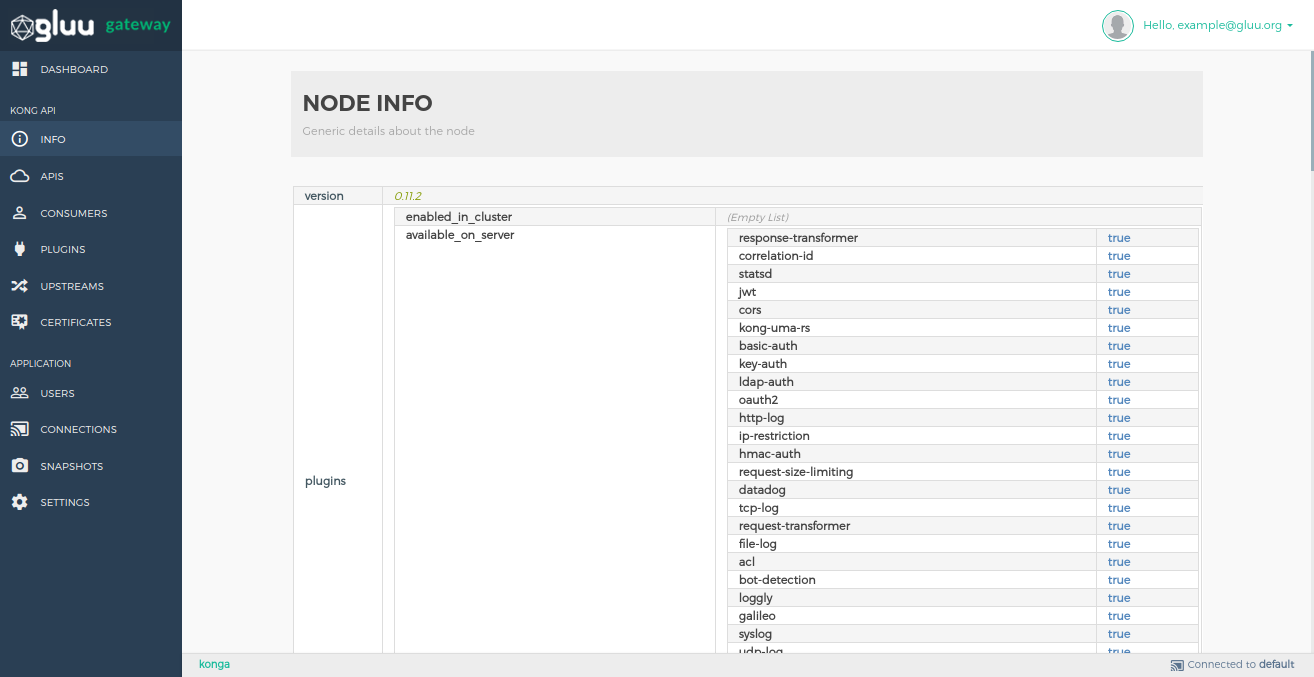 gluu gateway
Hello, example@gluu.org
DASHBOARD
KONG API
INFO
APIS
CONSUMERS
PLUGINS
UPSTREAMS
CERTIFICATES
APPLICATION
USERS
CONNECTIONS
SNAPSHOTS
SETTINGS
NODE INFO
Generic details about the node
version 0.11.2
plugins
enabled_in_cluster (Empty List)
available_on_server
response-transformer true
correlation-id true
statsd true
jwt true
cors true
kong-uma-rs true
basic-auth true
key-auth true
ldap-auth true
oauth2 true
http-log true
ip-restriction true
hmac-auth true
request-size-limiting true
datadog true
tcp-log true
request-transformer true
file-log true
acl true
bot-detection true
loggly true
galileo true
syslog true
udp-log true
konga
Connected to default